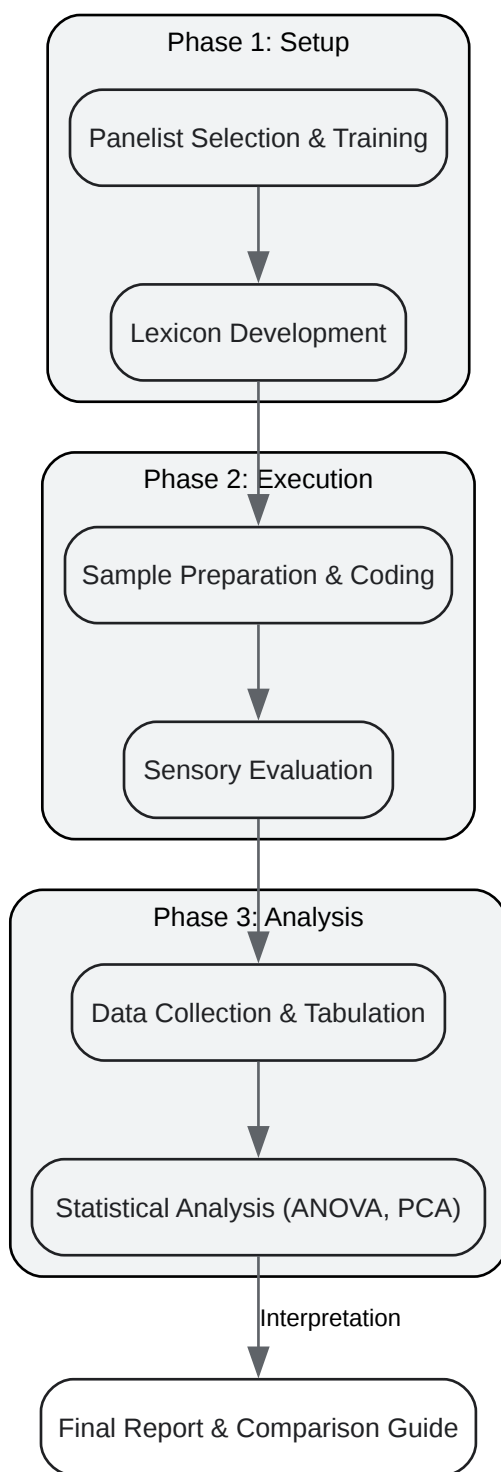 Phase 1: Setup
Panelist Selection & Training
Lexicon Development
Phase 2: Execution
Sample Preparation & Coding
Sensory Evaluation
Phase 3: Analysis
Data Collection & Tabulation
Statistical Analysis (ANOVA, PCA)
Interpretation
Final Report & Comparison Guide